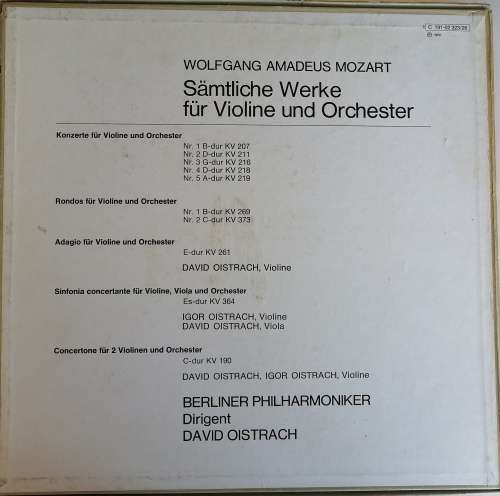 1 C 191-02 323/26
WOLFGANG AMADEUS MOZART
Sämtliche Werke
für Violine und Orchester
Konzerte für Violine und Orchester
Nr. 1 B-dur KV 207
Nr. 2 D-dur KV 211
Nr. 3 G-dur KV 216
Nr. 4 D-dur KV 218
Nr. 5 A-dur KV 219
Rondos für Violine und Orchester
Nr. 1 B-dur KV 269
Nr. 2 C-dur KV 373
Adagio für Violine und Orchester
E-dur KV 261
DAVID OISTRACH, Violine
Sinfonia concertante für Violine, Viola und Orchester
Es-dur KV 364
IGOR OISTRACH, Violine
DAVID OISTRACH, Viola
Concertone für 2 Violinen und Orchester
C-dur KV 190
DAVID OISTRACH, IGOR OISTRACH, Violine
BERLINER PHILHARMONIKER
Dirigent
DAVID OISTRACH